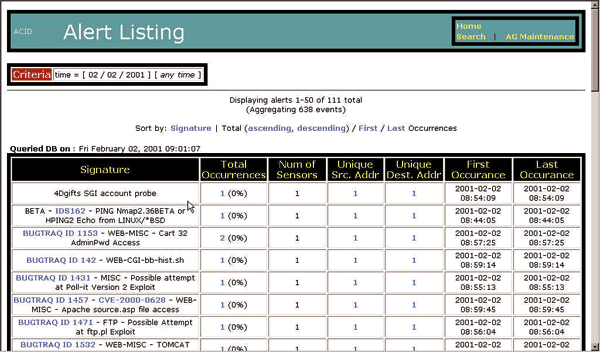 ACID
Alert Listing
Home
Search | AG Maintenance
Criteria time = [ 02 / 02 / 2001 ] [ any time ]
Displaying alerts 1-50 of 111 total
(Aggregating 638 events)
Sort by: Signature | Total (ascending, descending) / First / Last Occurrences
Queried DB on : Fri February 02, 2001 09:01:07
Signature Total Occurrences Num of Sensors Unique Src. Addr Unique Dest. Addr First Occurance Last Occurance
4Dgifts SGI account probe 1 (0%) 1 1 1 2001-02-02 08:54:09 2001-02-02 08:54:09
BETA - IDS162 - PING Nmap2.36BETA or HPING2 Echo from LINUX/*BSD 1 (0%) 1 1 1 2001-02-02 08:44:05 2001-02-02 08:44:05
BUGTRAQ ID 1153 - WEB-MISC - Cart 32 AdminPwd Access 2 (0%) 1 1 1 2001-02-02 08:57:25 2001-02-02 08:57:25
BUGTRAQ ID 142 - WEB-CGI-bb-hist.sh 1 (0%) 1 1 1 2001-02-02 08:59:14 2001-02-02 08:59:14
BUGTRAQ ID 1431 - MISC - Possible attempt at Poll-it Version 2 Exploit 1 (0%) 1 1 1 2001-02-02 08:55:13 2001-02-02 08:55:13
BUGTRAQ ID 1457 - CVE-2000-0628 - WEB-MISC - Apache source.asp file access 1 (0%) 1 1 1 2001-02-02 08:59:45 2001-02-02 08:59:45
BUGTRAQ ID 1471 - FTP - Possible Attempt at ftp.pl Exploit 1 (0%) 1 1 1 2001-02-02 08:56:04 2001-02-02 08:56:04
BUGTRAQ ID 1532 - WEB-MISC - TOMCAT 1 (0%) 1 1 1 2001-02-02 2001-02-02